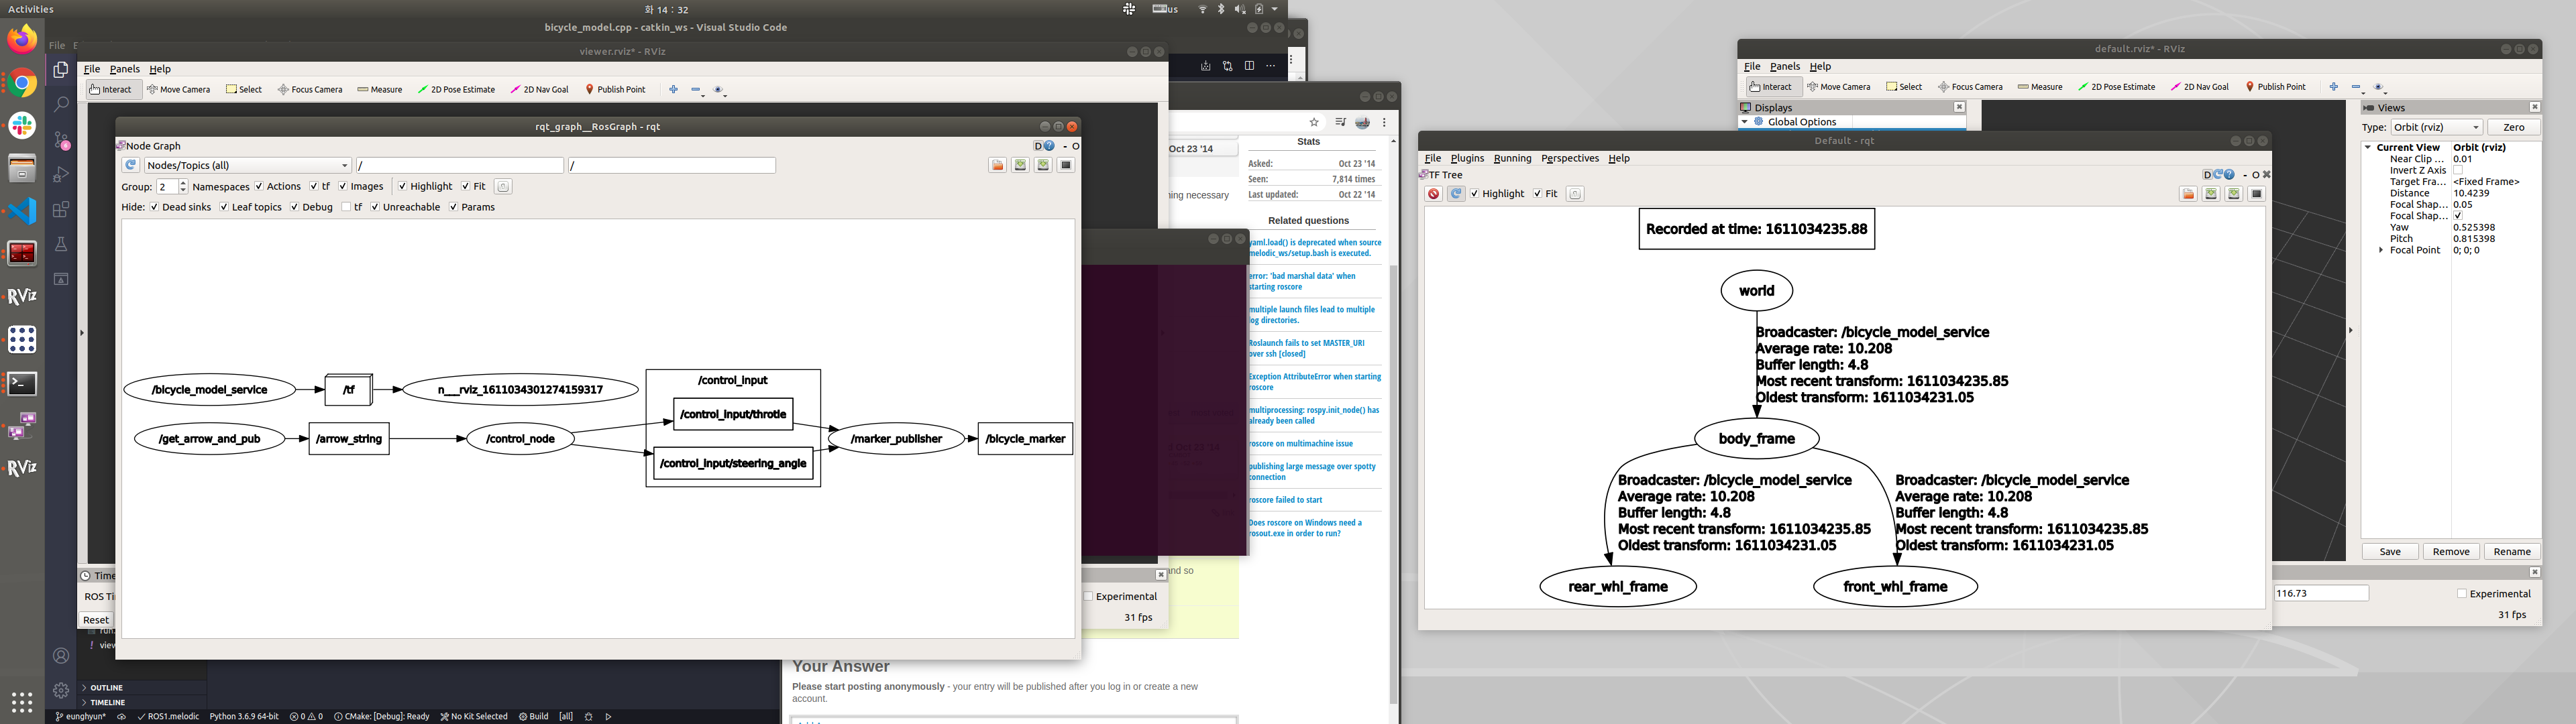 Activities
화 14 : 32
us
bicycle_model.cpp - catkin_ws - Visual Studio Code
File
viewer.rviz* - RViz
File Panels Help
Interact Move Camera Select Focus Camera Measure 2D Pose Estimate 2D Nav Goal Publish Point
rqt_graph__RosGraph - rqt
Node Graph
D - O
Nodes/Topics (all) / /
Group: 2 Namespaces Actions tf Images Highlight Fit
Hide: Dead sinks Leaf topics Debug tf Unreachable Params
/bicycle_model_service
/tf
n__rviz_1611034301274159317
/get_arrow_and_pub
/arrow_string
/control_node
/control_input
/control_input/throtle
/control_input/steering_angle
/marker_publisher
/bicycle_marker
Time
ROS Ti
Reset
Experimental
31 fps
run.
! view
OUTLINE
TIMELINE
eunghyun* ROS1.melodic Python 3.6.9 64-bit 0 0 CMake: [Debug]: Ready No Kit Selected Build [all]
Oct 23 '14
ning necessary
and so
Stats
Asked: Oct 23 '14
Seen: 7,814 times
Last updated: Oct 22 '14
Related questions
yaml.load() is deprecated when source
melodic_ws/setup.bash is executed.
error: 'bad marshal data' when
starting roscore
multiple launch files lead to multiple
log directories.
Roslaunch fails to set MASTER_URI
over ssh [closed]
Exception AttributeError when starting
roscore
multiprocessing: rospy.init_node() has
already been called
roscore on multimachine issue
publishing large message over spotty
connection
roscore failed to start
Does roscore on Windows need a
rosout.exe in order to run?
Your Answer
Please start posting anonymously - your entry will be published after you log in or create a new
account.
default.rviz* - RViz
File Panels Help
Interact Move Camera Select Focus Camera Measure 2D Pose Estimate 2D Nav Goal Publish Point
Displays
Global Options
Default - rqt
File Plugins Running Perspectives Help
TF Tree
D - O
Highlight Fit
Recorded at time: 1611034235.88
world
Broadcaster: /bicycle_model_service
Average rate: 10.208
Buffer length: 4.8
Most recent transform: 1611034235.85
Oldest transform: 1611034231.05
body_frame
Broadcaster: /bicycle_model_service
Average rate: 10.208
Buffer length: 4.8
Most recent transform: 1611034235.85
Oldest transform: 1611034231.05
Broadcaster: /bicycle_model_service
Average rate: 10.208
Buffer length: 4.8
Most recent transform: 1611034235.85
Oldest transform: 1611034231.05
rear_whl_frame
front_whl_frame
Views
Type: Orbit (rviz) Zero
Current View Orbit (rviz)
Near Clip ... 0.01
Invert Z Axis
Target Fra... <Fixed Frame>
Distance 10.4239
Focal Shap... 0.05
Focal Shap...
Yaw 0.525398
Pitch 0.815398
Focal Point 0; 0; 0
Save Remove Rename
116.73
Experimental
31 fps
RViz
RViz